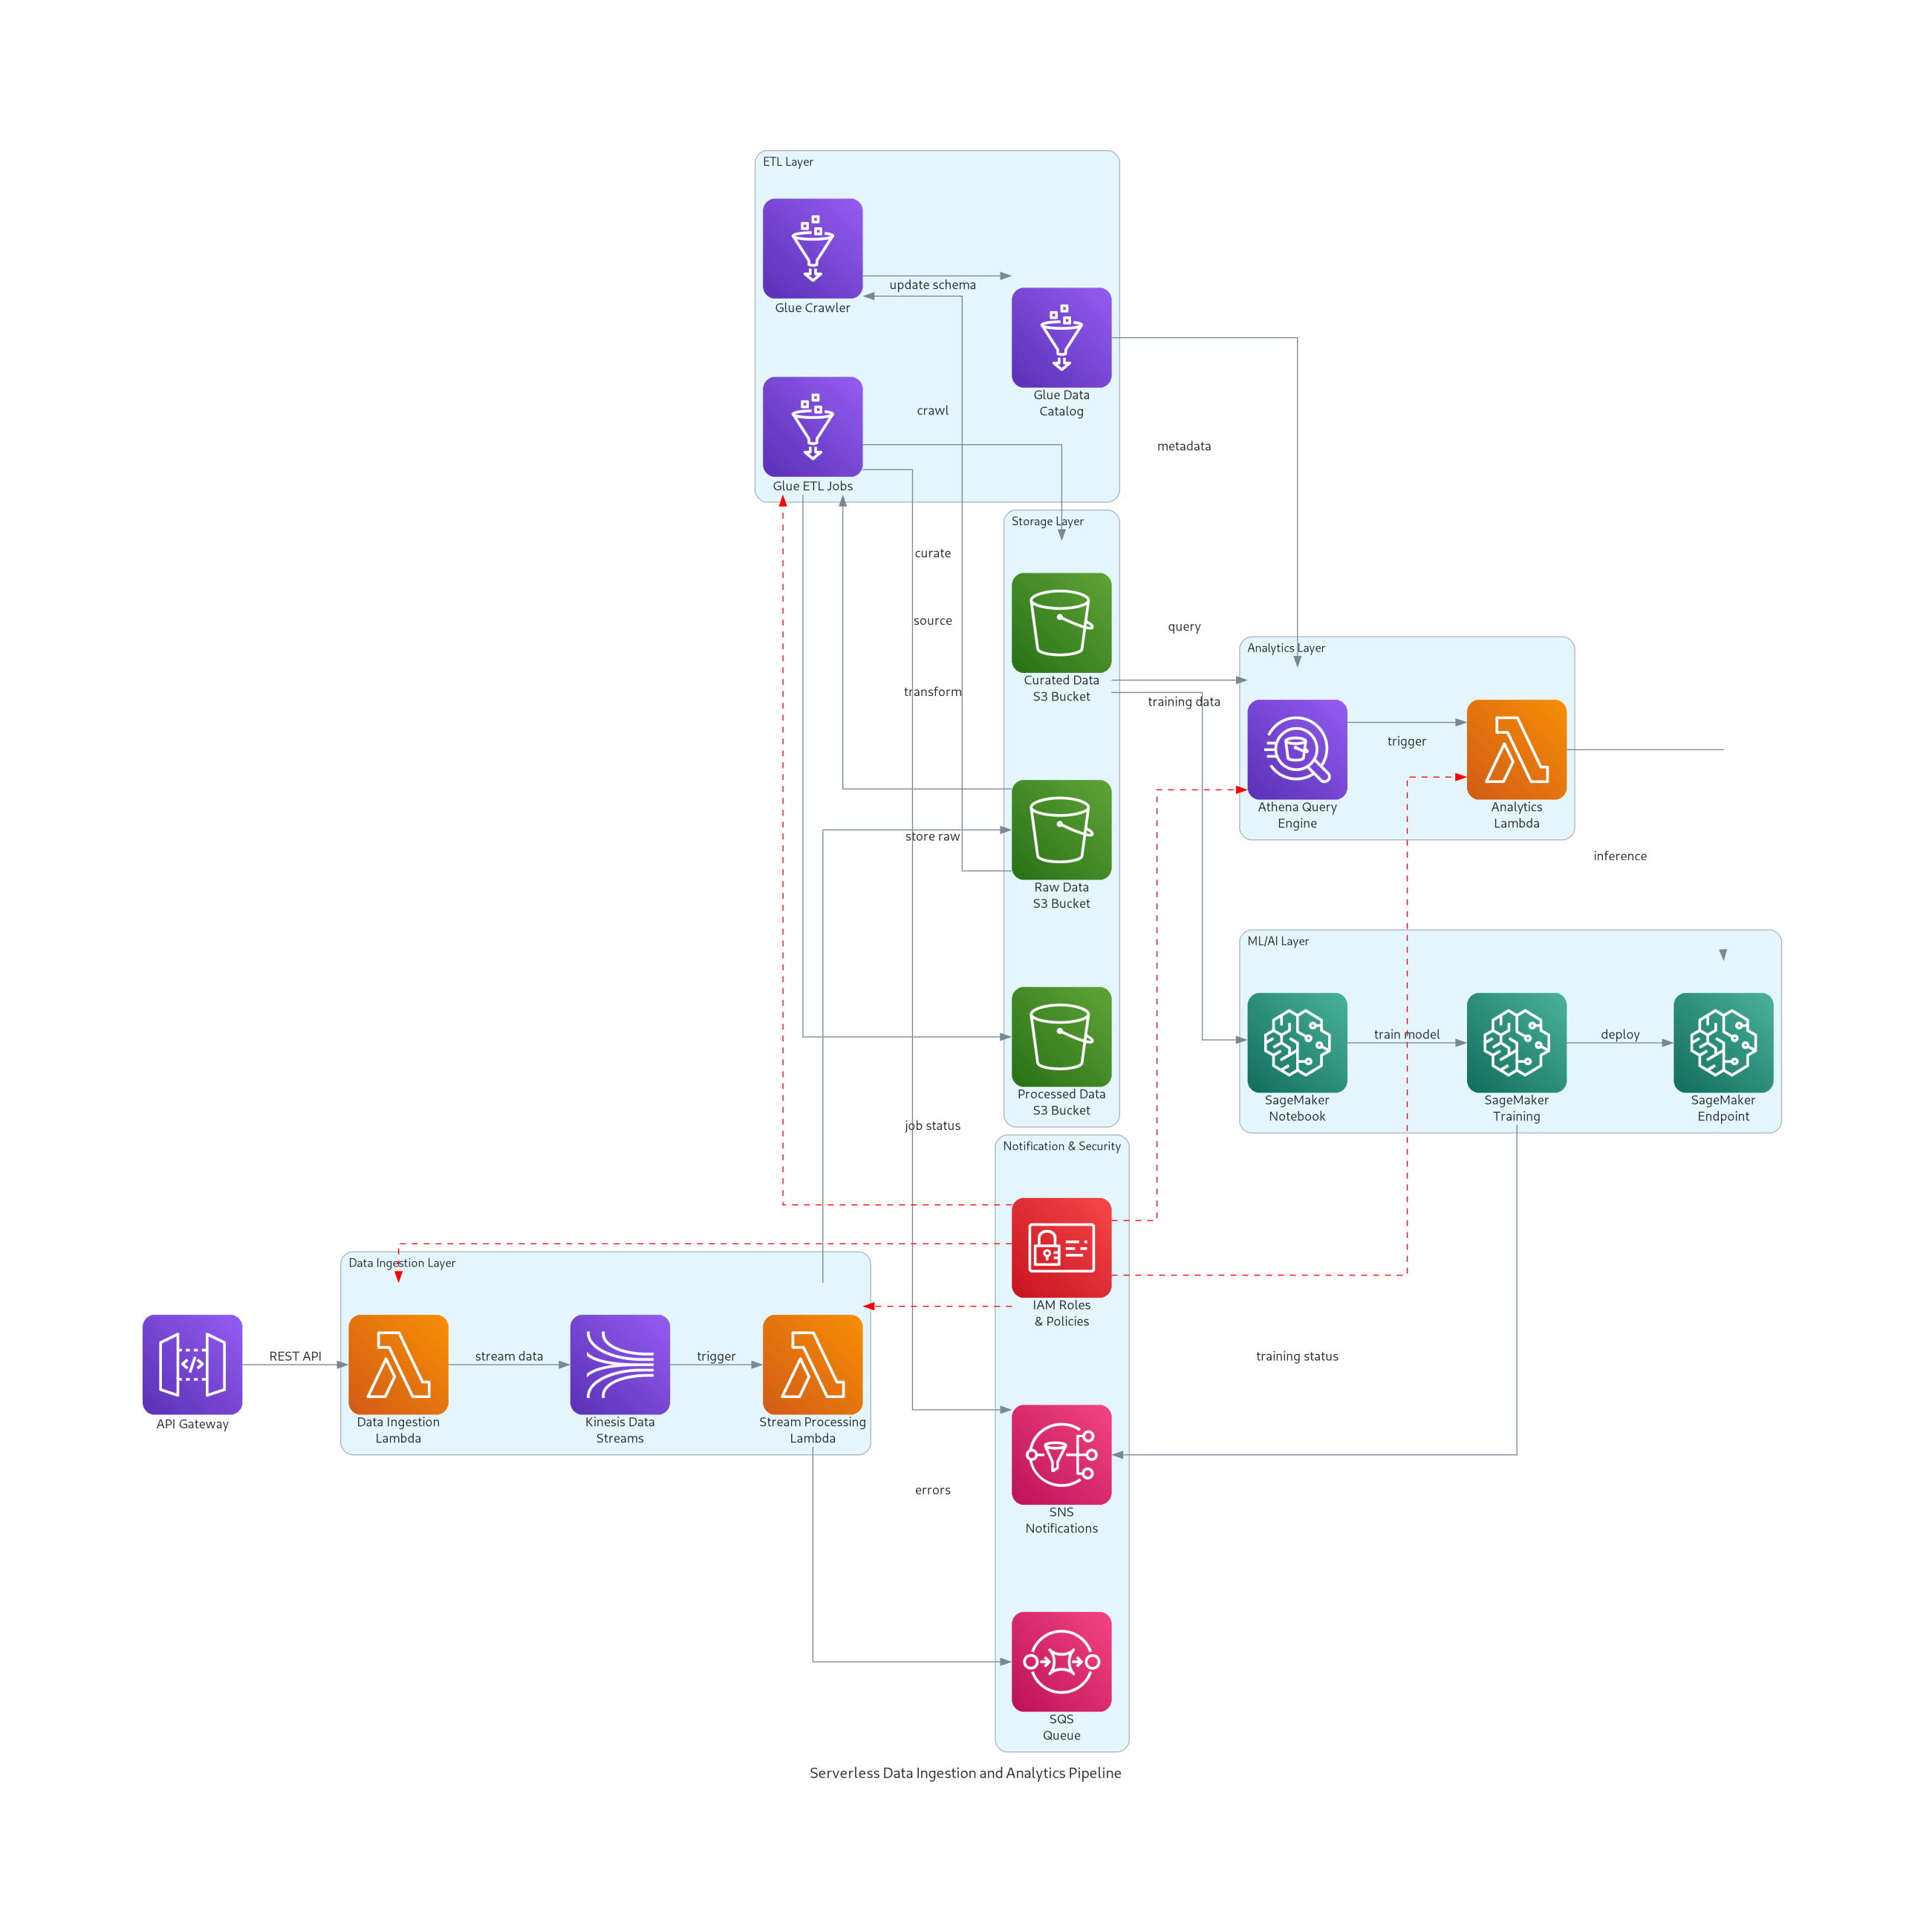 ETL Layer
Glue Crawler
update schema
Glue Data
Catalog
crawl
metadata
Glue ETL Jobs
Storage Layer
curate
source
query
Analytics Layer
Curated Data
S3 Bucket
transform
training data
trigger
Athena Query
Engine
Analytics
Lambda
store raw
inference
Raw Data
S3 Bucket
ML/AI Layer
train model
deploy
SageMaker
Notebook
SageMaker
Training
SageMaker
Endpoint
Processed Data
S3 Bucket
job status
Notification & Security
Data Ingestion Layer
IAM Roles
& Policies
REST API
stream data
trigger
training status
API Gateway
Data Ingestion
Lambda
Kinesis Data
Streams
Stream Processing
Lambda
errors
SNS
Notifications
SQS
Queue
Serverless Data Ingestion and Analytics Pipeline